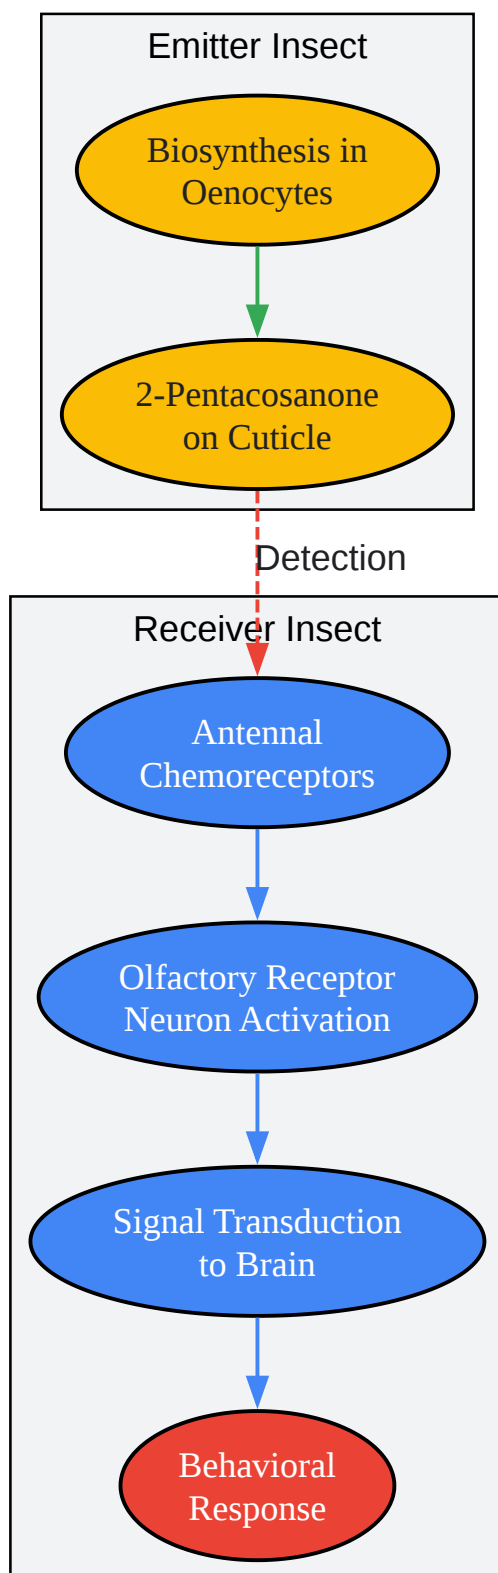 Emitter Insect
Biosynthesis in
Oenocytes
2-Pentacosanone
on Cuticle
Detection
Receiver Insect
Antennal
Chemoreceptors
Olfactory Receptor
Neuron Activation
Signal Transduction
to Brain
Behavioral
Response